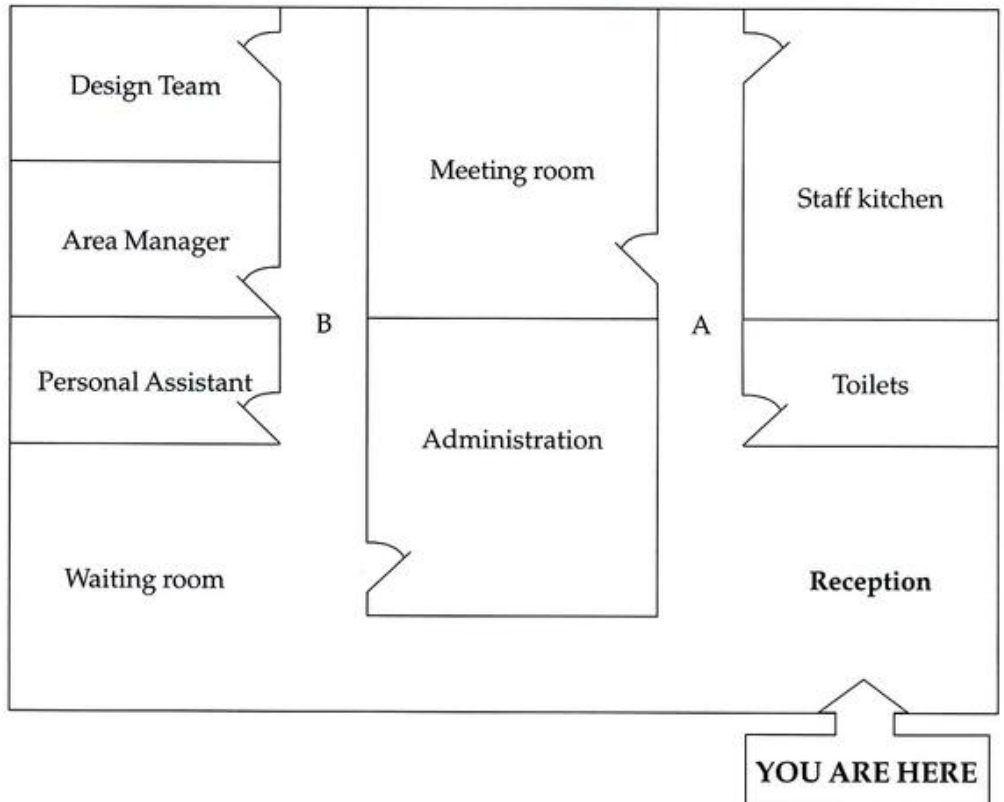 Design Team
Meeting room
Staff kitchen
Area Manager
B
A
Personal Assistant
Toilets
Administration
Waiting room
Reception
YOU ARE HERE